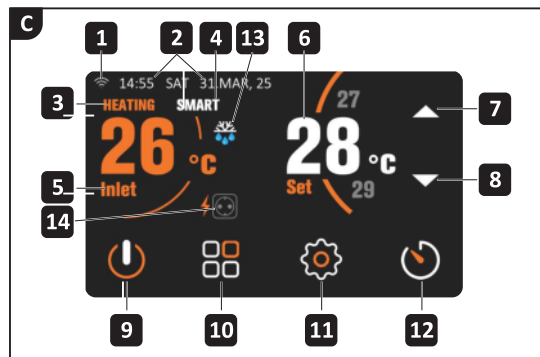 C
1 2 4 13 6
14:55 SAT 31.MAR, 25
3 HEATING SMART 27 7
26 °C 28 °C
5 Inlet Set 29 8
14
9 10 11 12